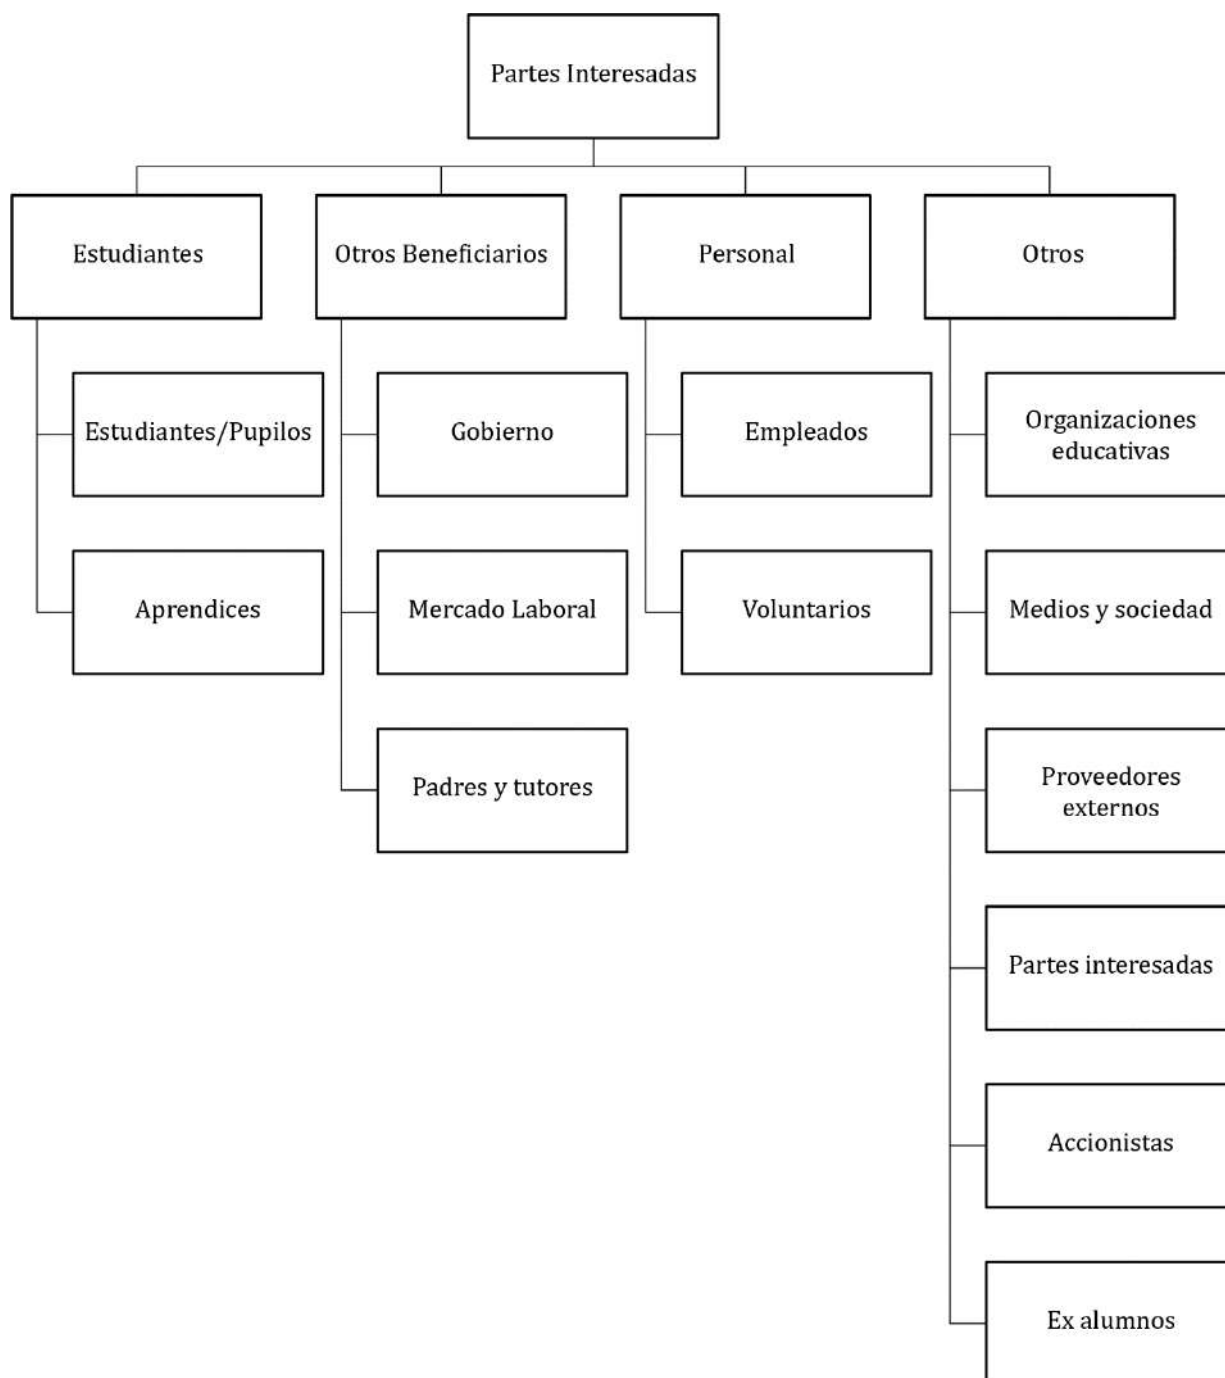 Partes Interesadas
Estudiantes
Otros Beneficiarios
Personal
Otros
Estudiantes/Pupilos
Gobierno
Empleados
Organizaciones
educativas
Aprendices
Mercado Laboral
Voluntarios
Medios y sociedad
Padres y tutores
Proveedores
externos
Partes interesadas
Accionistas
Ex alumnos